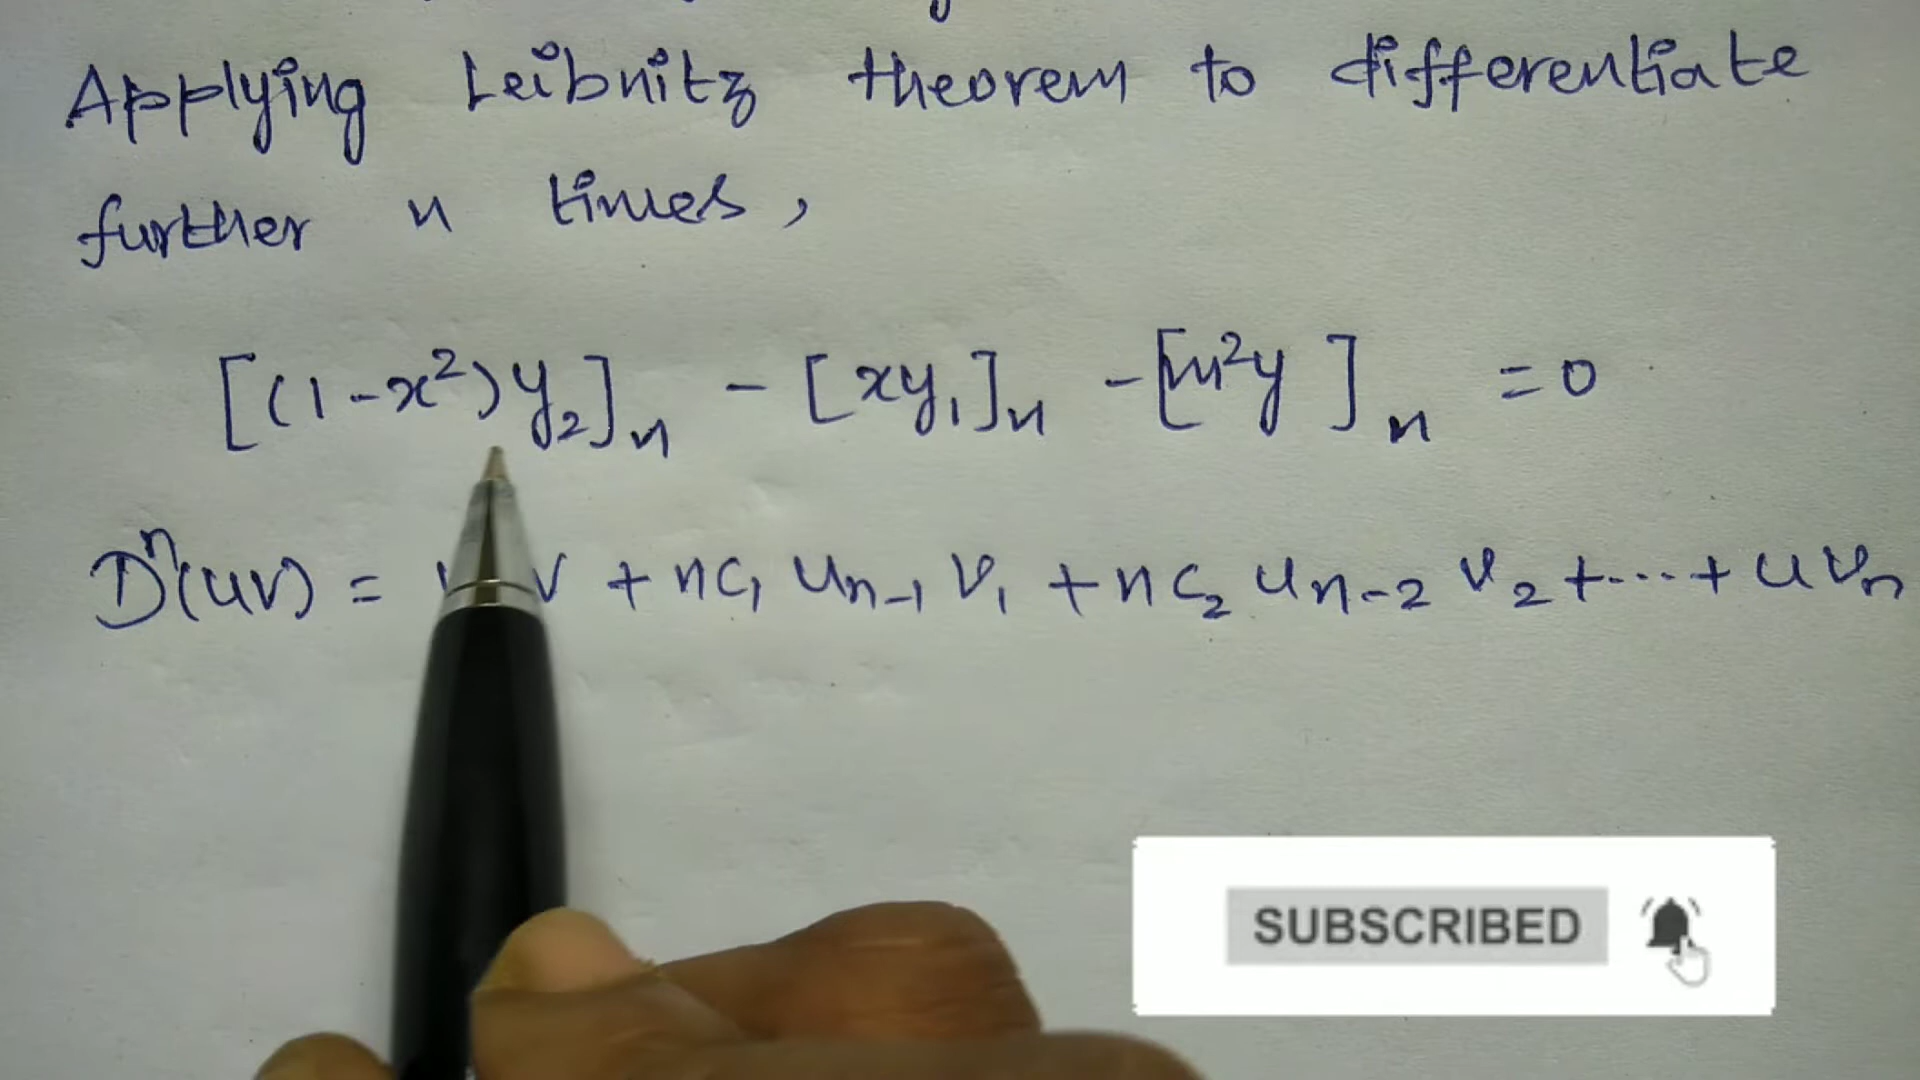 Applying Leibnitz theorem to differentiate
further n times,
[(1-x²)y₂]ₙ - [xy₁]ₙ - [m²y]ₙ = 0
Dⁿ(uv) = v + nc₁ uₙ₋₁ v₁ + nc₂ uₙ₋₂ v₂ + ... + uvₙ
SUBSCRIBED